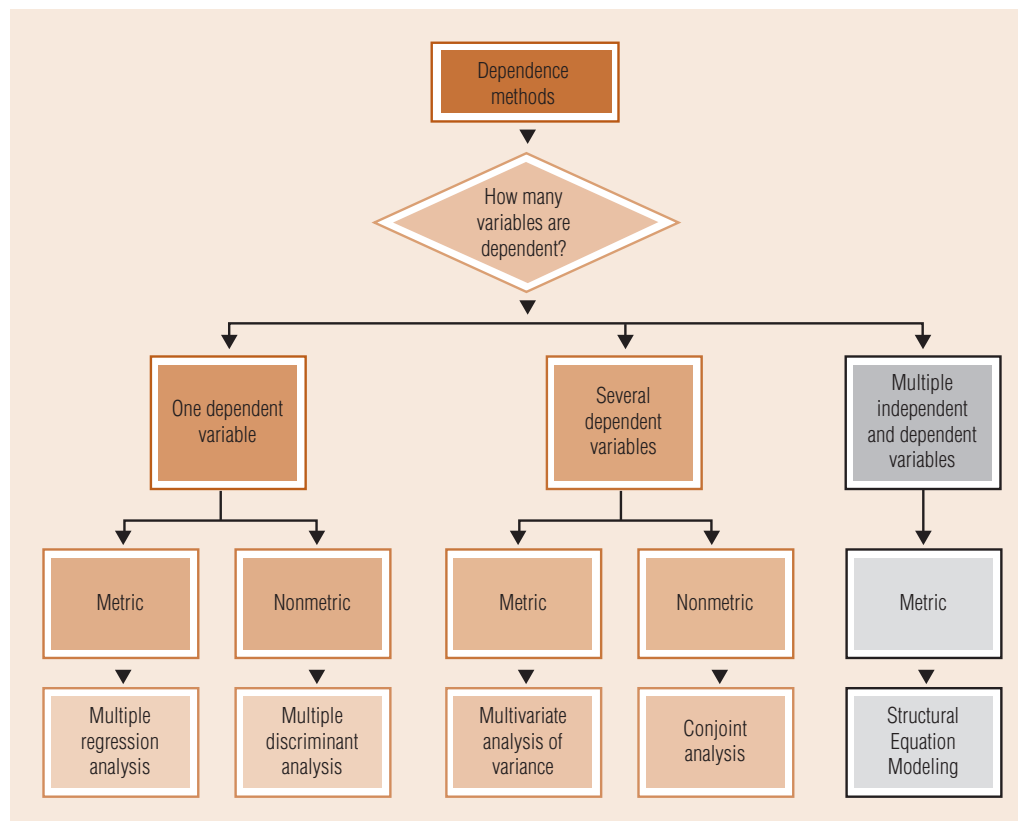 Dependence
methods
How many
variables are
dependent?
One dependent
variable
Several
dependent
variables
Multiple
independent
and dependent
variables
Metric
Nonmetric
Metric
Nonmetric
Metric
Multiple
regression
analysis
Multiple
discriminant
analysis
Multivariate
analysis of
variance
Conjoint
analysis
Structural
Equation
Modeling